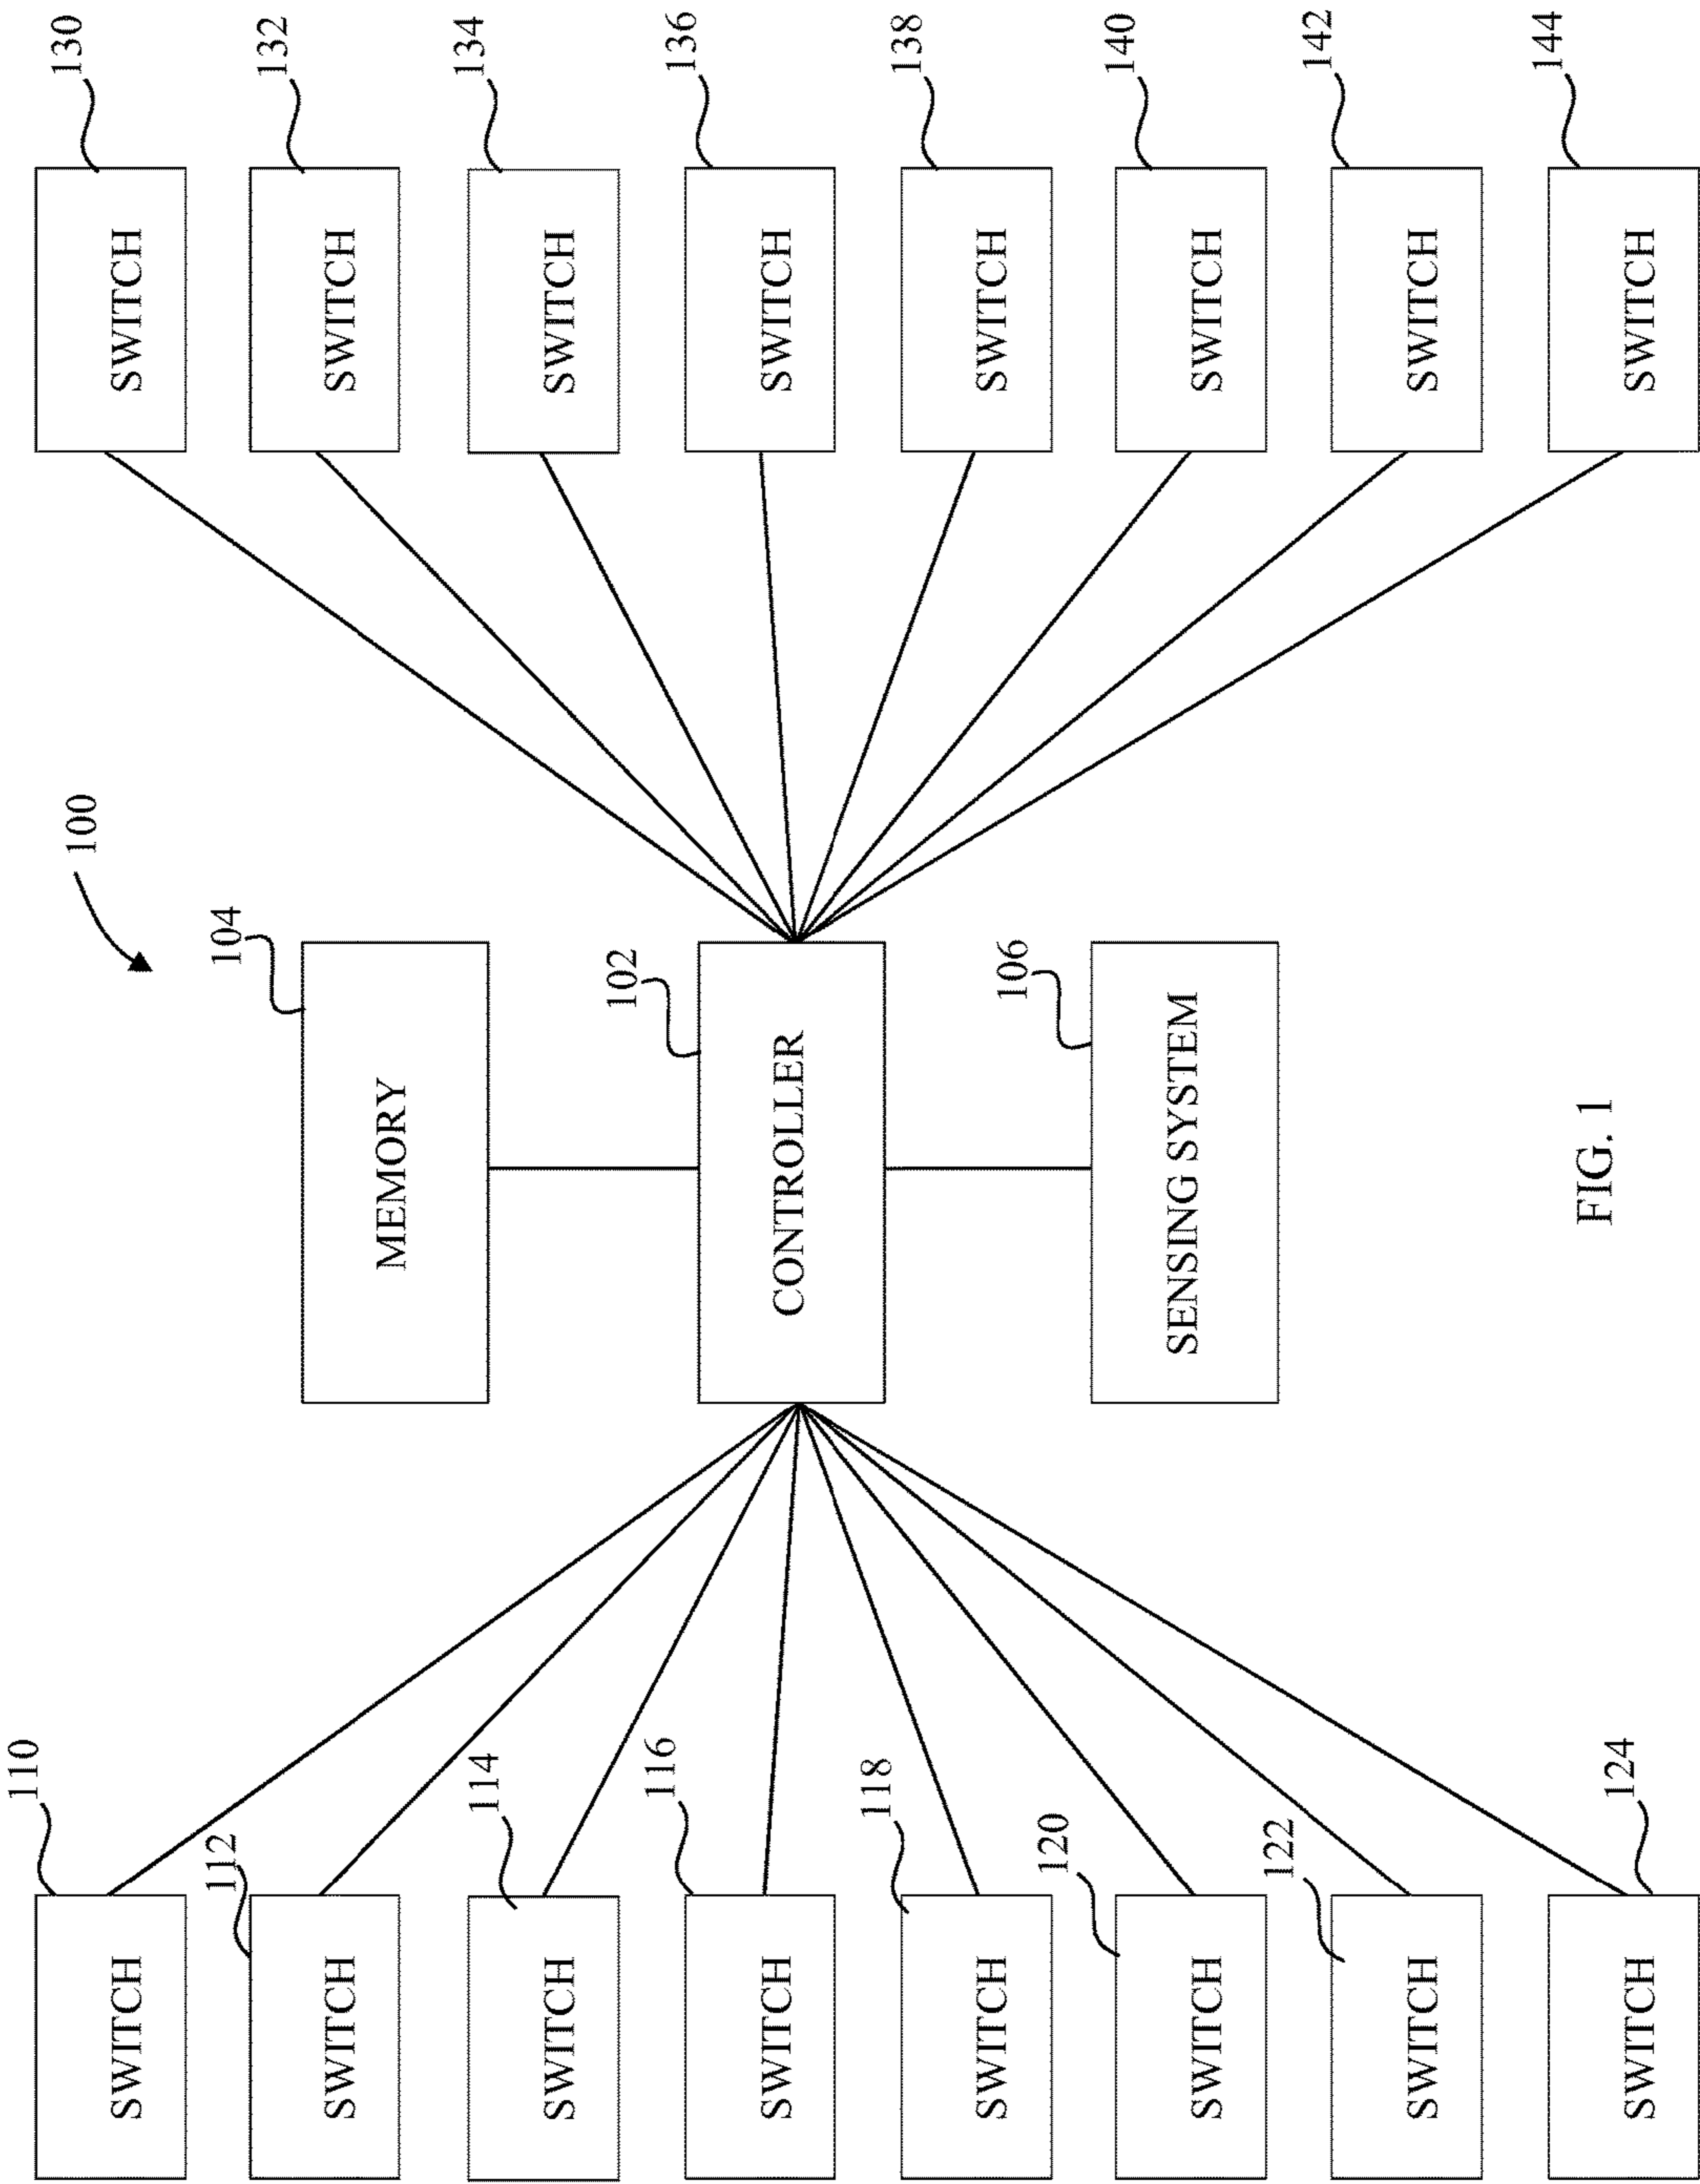 100
110
SWITCH
112
SWITCH
114
SWITCH
116
SWITCH
118
SWITCH
120
SWITCH
122
SWITCH
124
SWITCH
104
MEMORY
102
CONTROLLER
106
SENSING SYSTEM
130
SWITCH
132
SWITCH
134
SWITCH
136
SWITCH
138
SWITCH
140
SWITCH
142
SWITCH
144
SWITCH
FIG. 1